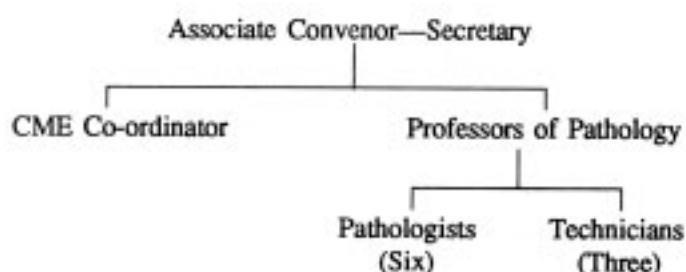 Associate Convenor—Secretary
CME Co-ordinator Professors of Pathology
Pathologists Technicians
(Six) (Three)